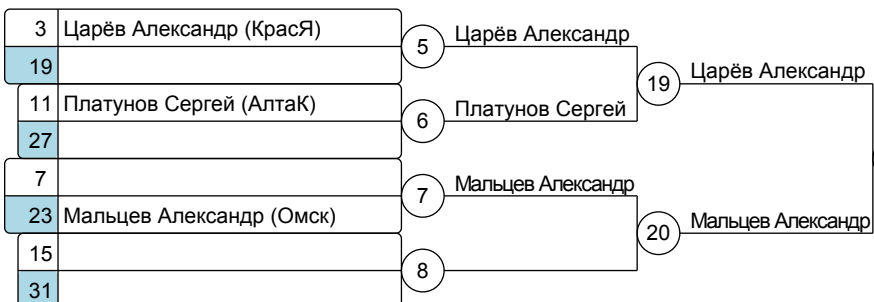 3 Царёв Александр (КрасЯ)
19
11 Платунов Сергей (АлтаК)
27
7
23 Мальцев Александр (Омск)
15
31
5 Царёв Александр
6 Платунов Сергей
7 Мальцев Александр
8
19 Царёв Александр
20 Мальцев Александр